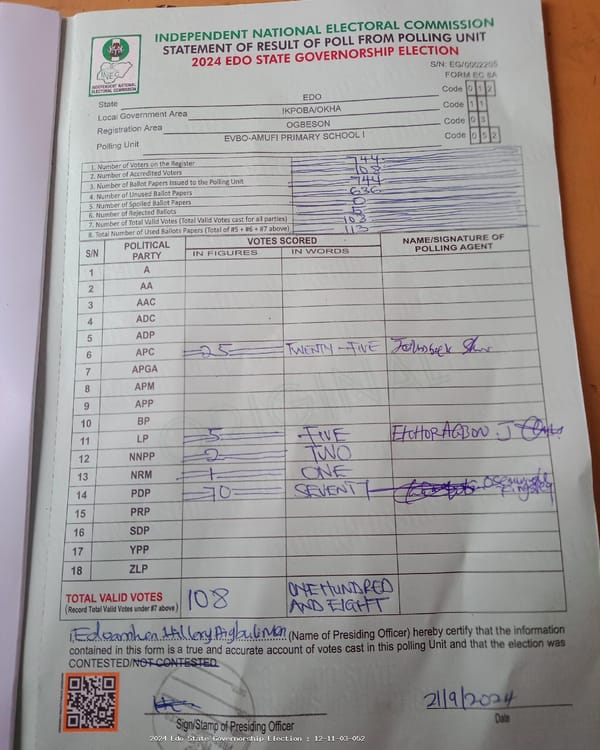 INDEPENDENT NATIONAL ELECTORAL COMMISSION
STATEMENT OF RESULT OF POLL FROM POLLING UNIT
2024 EDO STATE GOVERNORSHIP ELECTION
S/N: EG/0002205
FORM EC 8A
INEC
INDEPENDENT NATIONAL ELECTORAL COMMISSION
State EDO Code 0 1 2
Local Government Area IKPOBA/OKHA Code 1 1
Registration Area OGBESON Code 0 3
Polling Unit EVBO-AMUFI PRIMARY SCHOOL I Code 0 5 2
1. Number of Voters on the Register 744
2. Number of Accredited Voters 108
3. Number of Ballot Papers Issued to the Polling Unit 744
4. Number of Unused Ballot Papers 636
5. Number of Spoiled Ballot Papers 0
6. Number of Rejected Ballots
7. Number of Total Valid Votes (Total Valid Votes cast for all parties) 108
8. Total Number of Used Ballots Papers (Total of #5 + #6 + #7 above) 113
S/N POLITICAL PARTY VOTES SCORED NAME/SIGNATURE OF POLLING AGENT
IN FIGURES IN WORDS
1 A
2 AA
3 AAC
4 ADC
5 ADP
6 APC 25 TWENTY-FIVE
7 APGA
8 APM
9 APP
10 BP
11 LP 5 FIVE EHHORAGBON J
12 NNPP 2 TWO
13 NRM 1 ONE
14 PDP 70 SEVENTY
15 PRP
16 SDP
17 YPP
18 ZLP
TOTAL VALID VOTES 108 ONE HUNDRED
(Record Total Valid Votes under #7 above) AND EIGHT
i, (Name of Presiding Officer) hereby certify that the information
contained in this form is a true and accurate account of votes cast in this polling Unit and that the election was
CONTESTED/NOT CONTESTED
21/9/2024
Sign/Stamp of Presiding Officer Date
2024 Edo State Governorship Election : 12-11-03-052